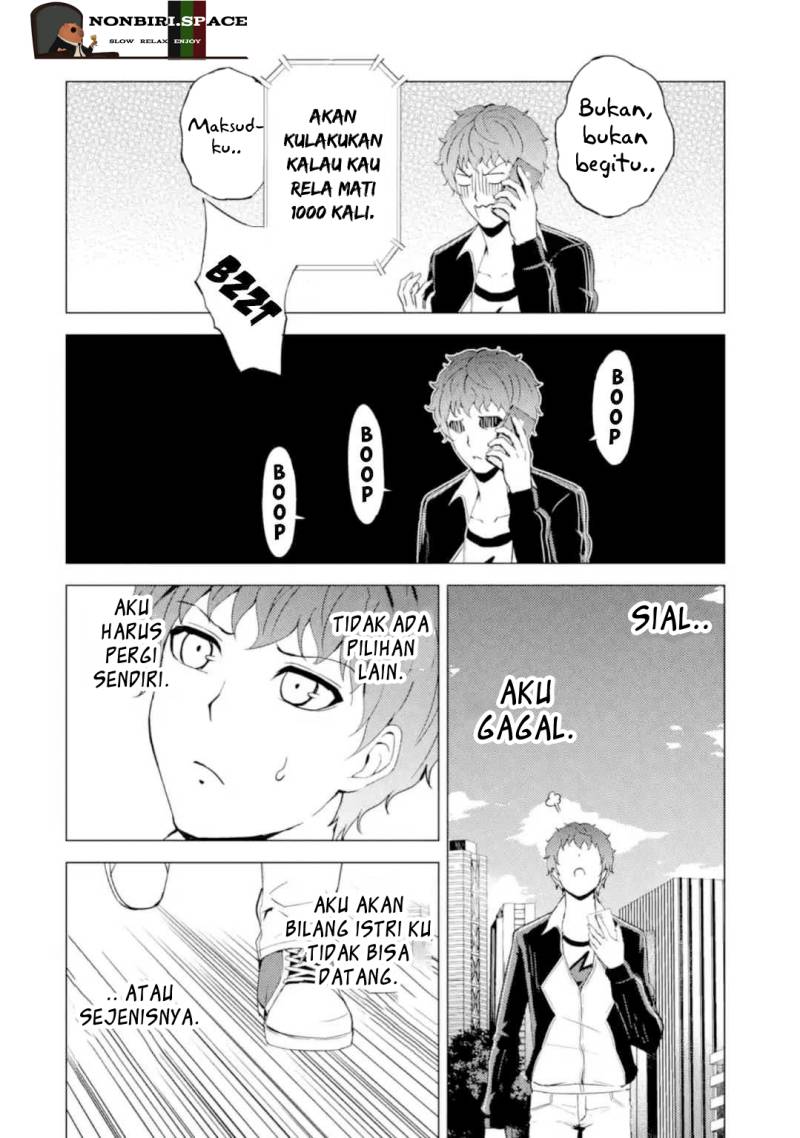 NONBIRI.SPACE
SLOW RELAX ENJOY
Bukan,
bukan
begitu..
AKAN
KULAKUKAN
KALAU KAU
RELA MATI
1000 KALI.
Maksud-
ku..
BZZT
BOOP
BOOP
BOOP
SIAL..
AKU
GAGAL.
TIDAK ADA
PILIHAN
LAIN.
AKU
HARUS
PERGI
SENDIRI.
AKU AKAN
BILANG ISTRI KU
TIDAK BISA
DATANG.
.. ATAU
SEJENISNYA.